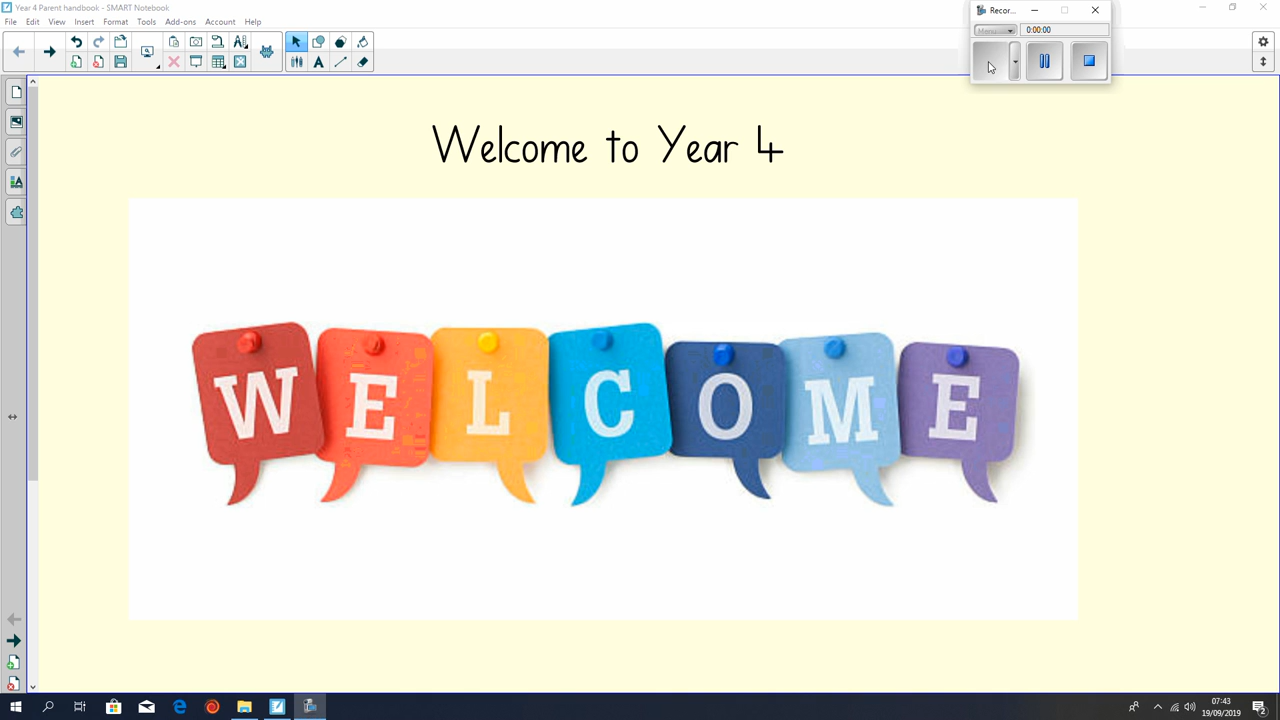 Year 4 Parent handbook - SMART Notebook
Recor...
File Edit View Insert Format Tools Add-ons Account Help
Menu
0:00:00
Welcome to Year 4
WELCOME
07:43
19/09/2019